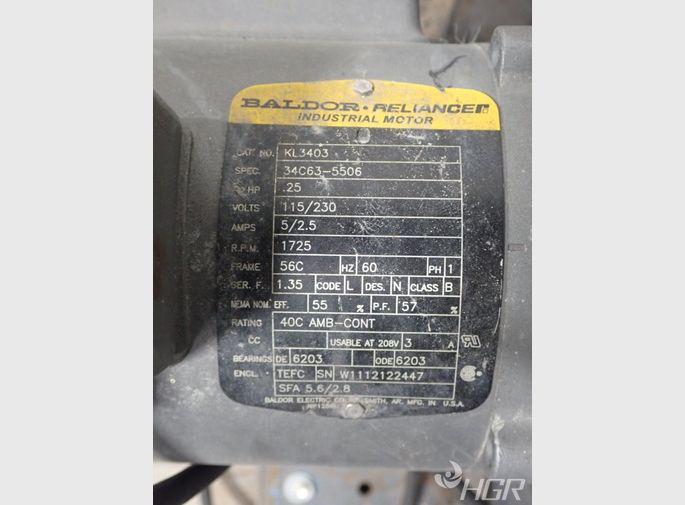 BALDOR • RELIANCE
INDUSTRIAL MOTOR
CAT. NO. KL3403
SPEC. 34C63-5506
HP .25
VOLTS 115/230
AMPS 5/2.5
R.P.M. 1725
FRAME 56C HZ 60 PH 1
SER. F. 1.35 CODE L DES. N CLASS B
NEMA NOM. EFF. 55 % P.F. 57 %
RATING 40C AMB-CONT
CC USABLE AT 208V 3 A
BEARINGS DE 6203 ODE 6203
ENCL. TEFC SN W1112122447
SFA 5.6/2.8
BALDOR ELECTRIC CO. SMITH, AR. MFG. IN U.S.A.
HGR